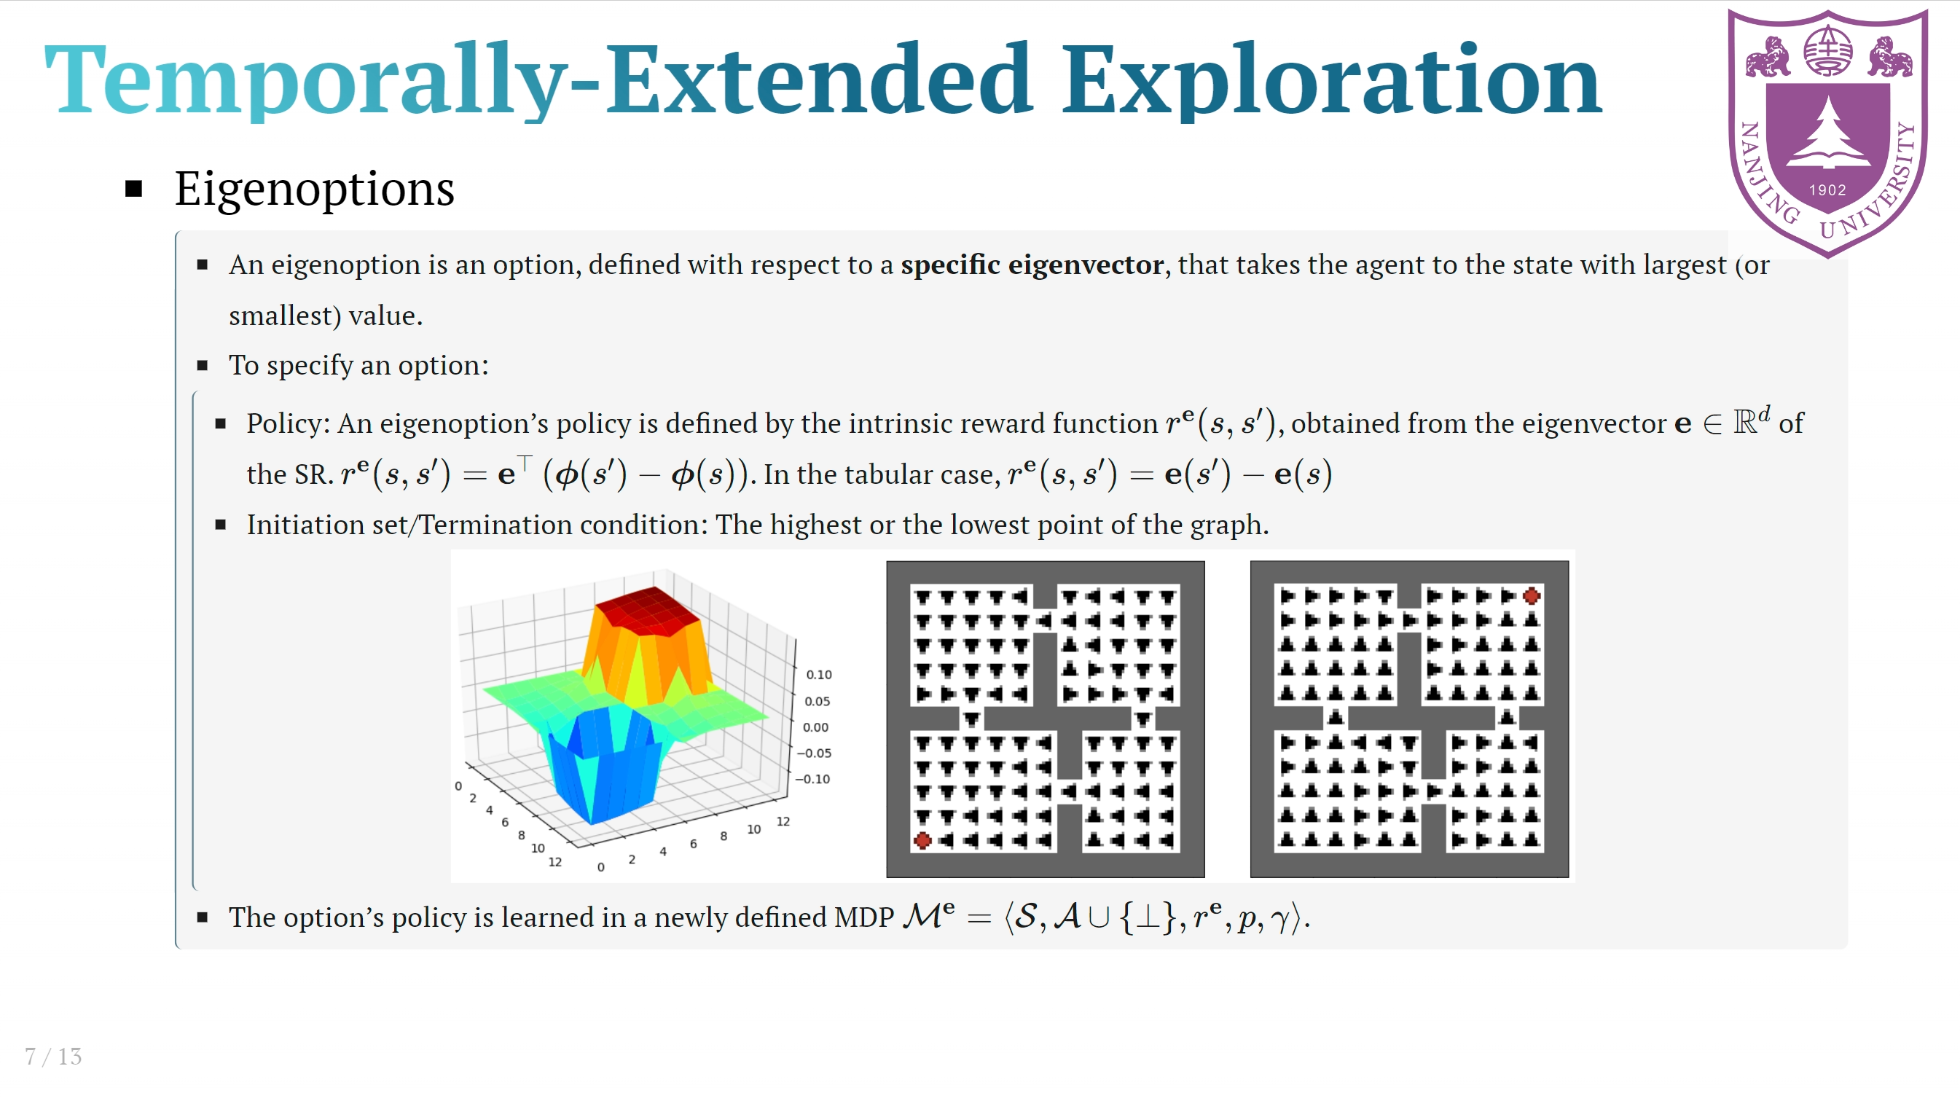 Temporally-Extended Exploration
NANJING UNIVERSITY
1902
Eigenoptions
An eigenoption is an option, defined with respect to a specific eigenvector, that takes the agent to the state with largest (or
smallest) value.
To specify an option:
Policy: An eigenoption's policy is defined by the intrinsic reward function r^e(s, s′), obtained from the eigenvector e ∈ ℝ^d of
the SR. r^e(s, s′) = e^⊤ (ϕ(s′) − ϕ(s)). In the tabular case, r^e(s, s′) = e(s′) − e(s)
Initiation set/Termination condition: The highest or the lowest point of the graph.
0.10
0.05
0.00
−0.05
−0.10
0 2 4 6 8 10 12
0 2 4 6 8 10 12
The option's policy is learned in a newly defined MDP ℳ^e = ⟨𝒮, 𝒜 ∪ {⊥}, r^e, p, γ⟩.
7 / 13